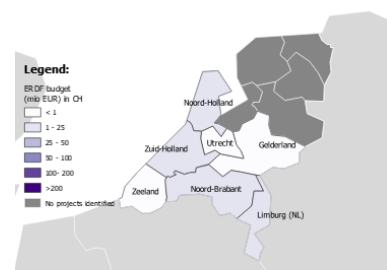 Legend:
ERDF budget
(mio EUR) in CH
< 1
1 - 25
25 - 50
50 - 100
100- 200
>200
No projects identified
Noord-Holland
Utrecht
Zuid-Holland
Gelderland
Zeeland
Noord-Brabant
Limburg (NL)